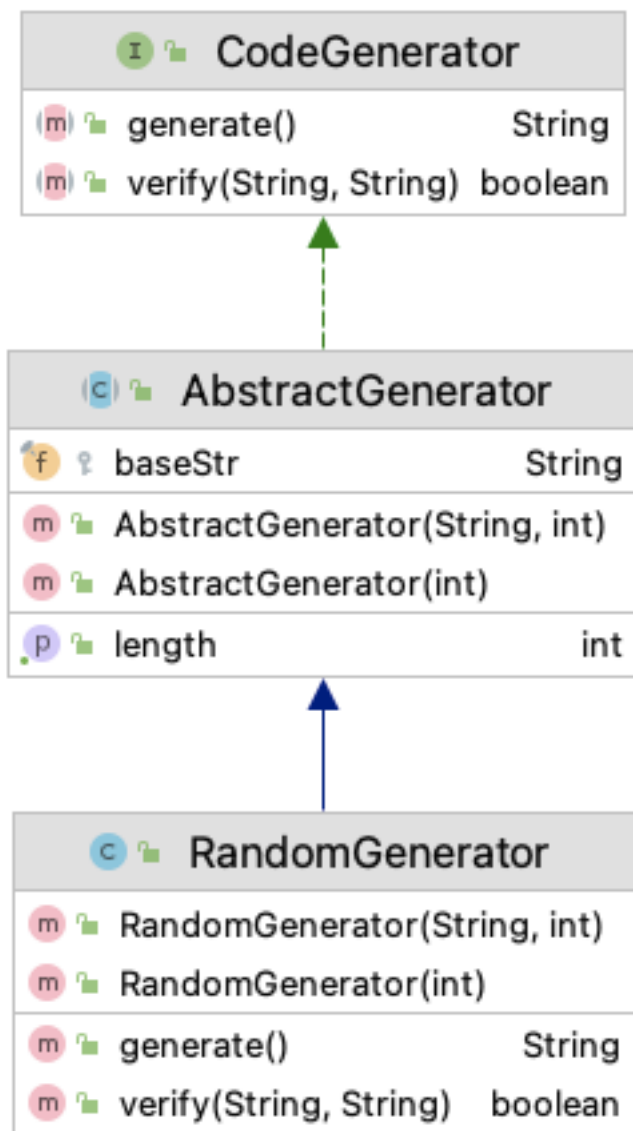 I CodeGenerator
m generate() String
m verify(String, String) boolean
C AbstractGenerator
f baseStr String
m AbstractGenerator(String, int)
m AbstractGenerator(int)
p length int
C RandomGenerator
m RandomGenerator(String, int)
m RandomGenerator(int)
m generate() String
m verify(String, String) boolean